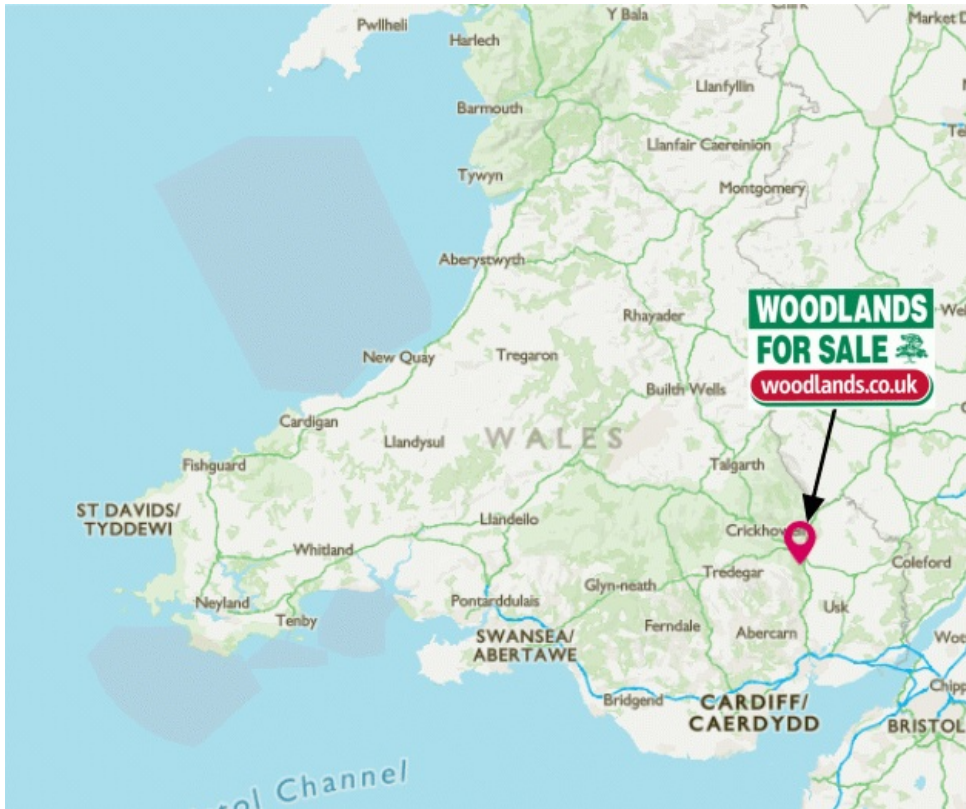 Pwllheli
Y Bala
Market D
Harlech
Llanfyllin
Barmouth
Llanfair Caereinion
Tywyn
Montgomery
Aberystwyth
WOODLANDS
FOR SALE
woodlands.co.uk
Rhayader
New Quay
Tregaron
Builth Wells
Cardigan
Llandysul
WALES
Fishguard
Talgarth
ST DAVIDS/
TYDDEWI
Llandeilo
Whitland
Coleford
Tredegar
Glyn-neath
Neyland
Pontarddulais
Usk
Tenby
Ferndale
Abercarn
SWANSEA/
ABERTAWE
Bridgend
CARDIFF/
CAERDYDD
BRISTOL
Channel